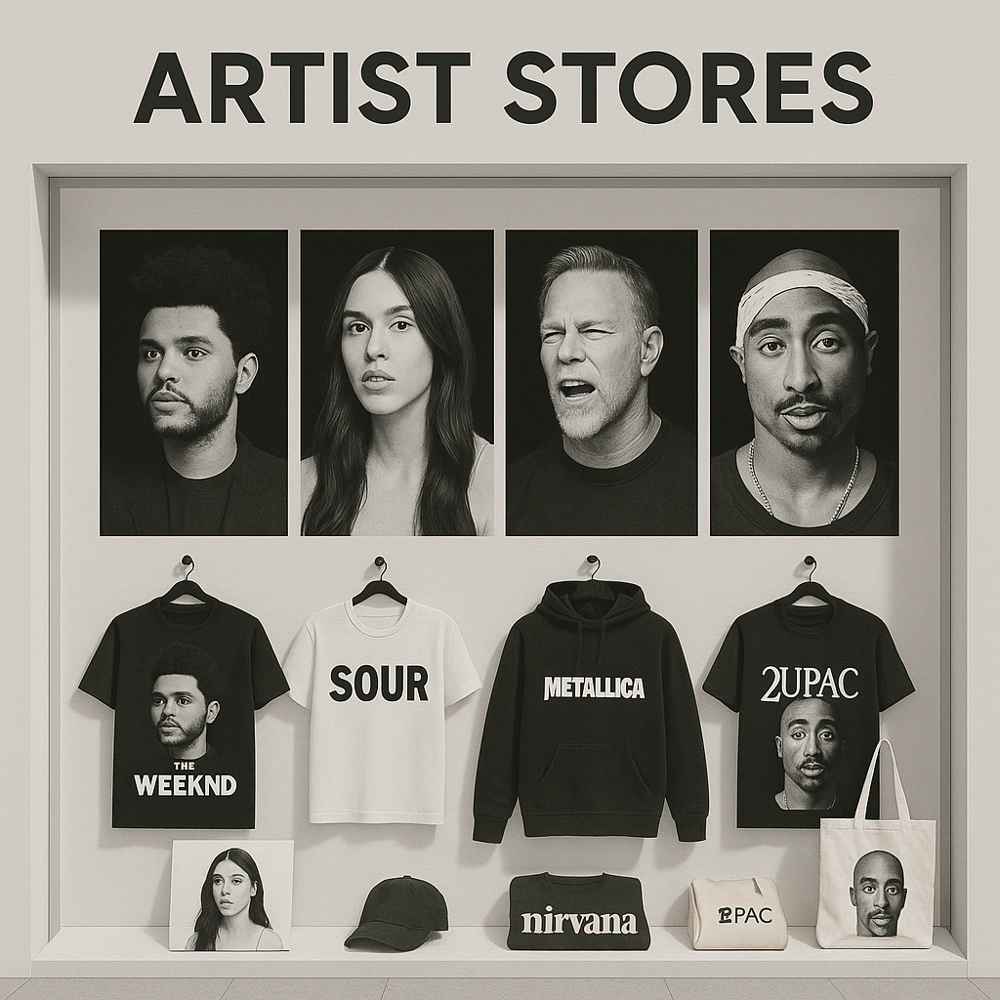 ARTIST STORES
THE
WEEKND
SOUR
METALLICA
2UPAC
nirvana
PAC